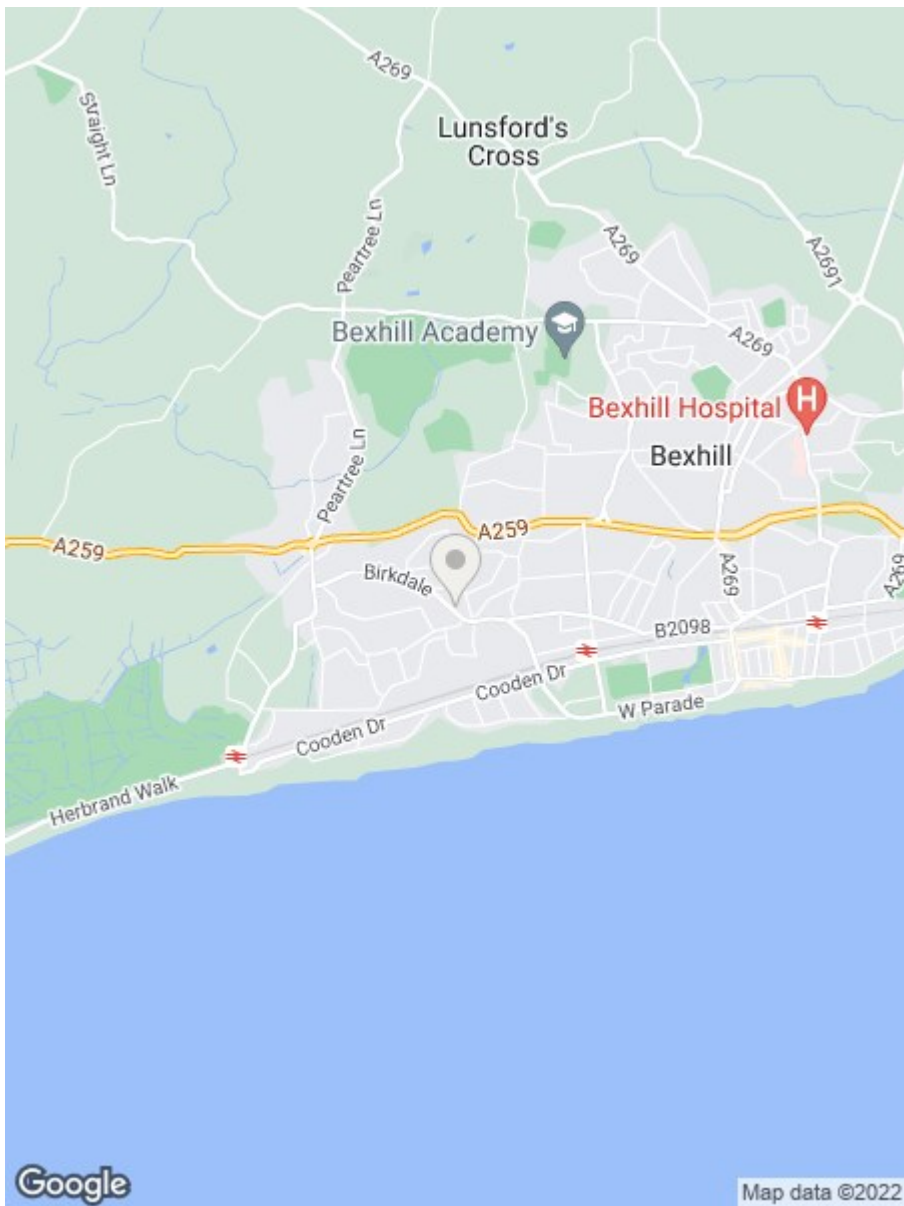 A269
Lunsford's
Cross
Straight Ln
Peartree Ln
A269
A2691
Bexhill Academy
A269
Bexhill Hospital
H
Bexhill
Peartree Ln
A259
A259
Birkdale
A269
A269
B2098
Cooden Dr
W Parade
Cooden Dr
Herbrand Walk
Google
Map data ©2022